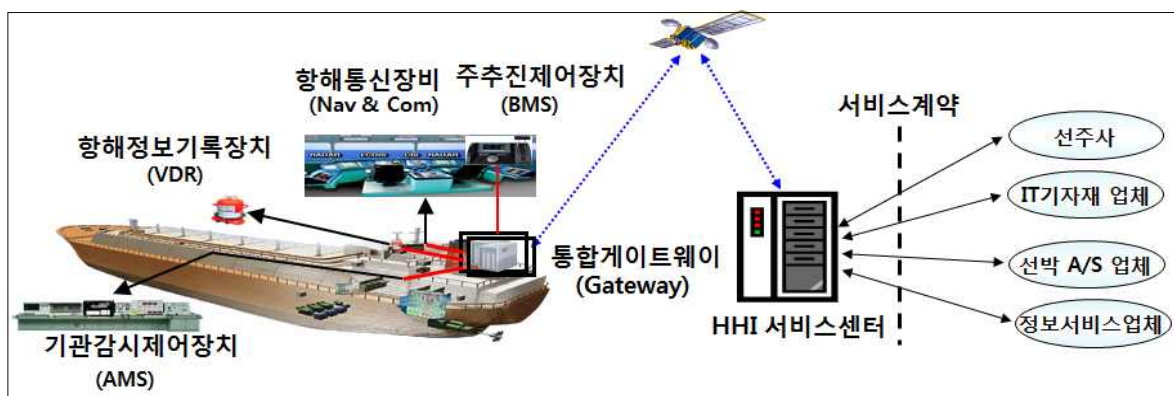 항해통신장비
(Nav & Com)
주추진제어장치
(BMS)
항해정보기록장치
(VDR)
통합게이트웨이
(Gateway)
기관감시제어장치
(AMS)
HHI 서비스센터
서비스계약
선주사
IT기자재 업체
선박 A/S 업체
정보서비스업체